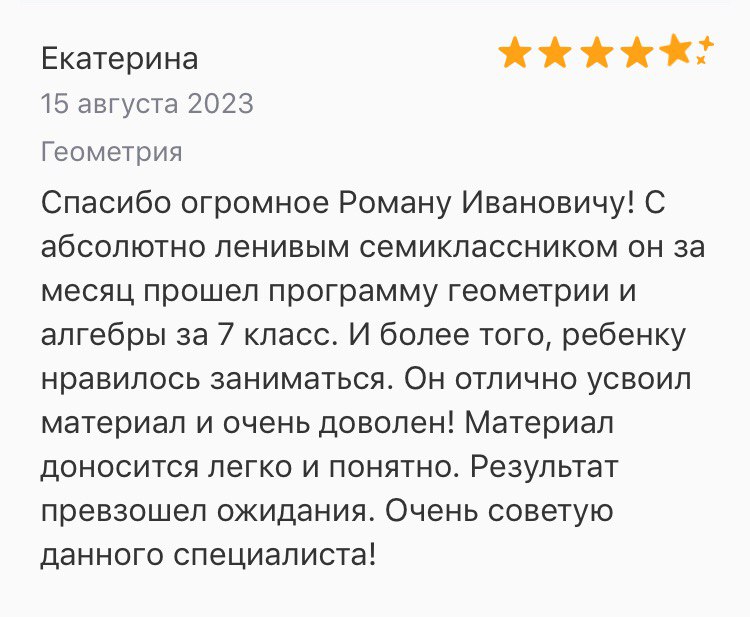 Екатерина
15 августа 2023
Геометрия
Спасибо огромное Роману Ивановичу! С
абсолютно ленивым семиклассником он за
месяц прошел программу геометрии и
алгебры за 7 класс. И более того, ребенку
нравилось заниматься. Он отлично усвоил
материал и очень доволен! Материал
доносится легко и понятно. Результат
превзошел ожидания. Очень советую
данного специалиста!